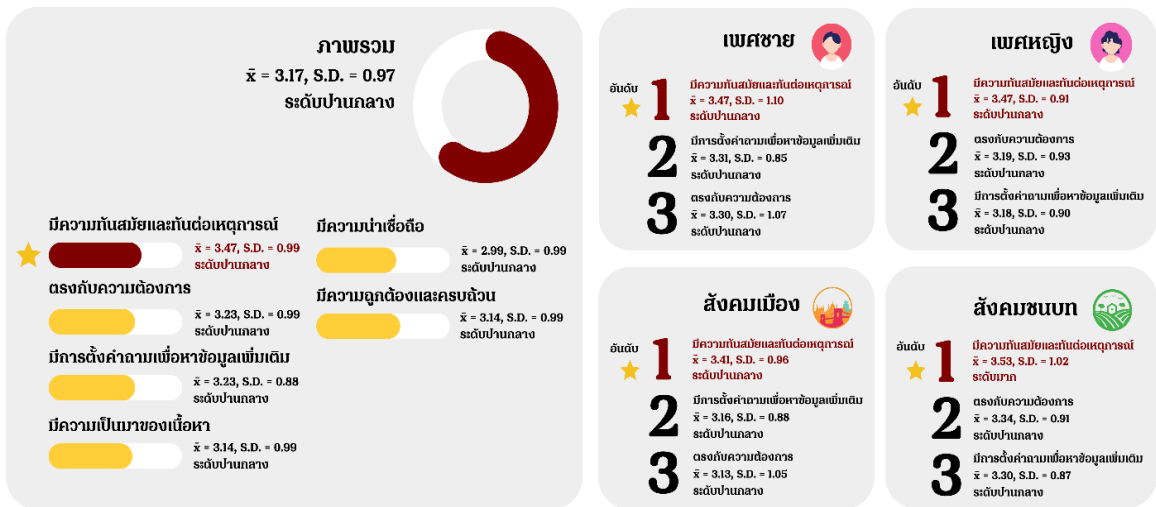 ภาพรวม
x̄ = 3.17, S.D. = 0.97
ระดับปานกลาง
มีความทันสมัยและทันต่อเหตุการณ์
x̄ = 3.47, S.D. = 0.99
ระดับปานกลาง
ตรงกับความต้องการ
x̄ = 3.23, S.D. = 0.99
ระดับปานกลาง
มีการตั้งคำถามเพื่อหาข้อมูลเพิ่มเติม
x̄ = 3.23, S.D. = 0.88
ระดับปานกลาง
มีความเป็นมาของเนื้อหา
x̄ = 3.14, S.D. = 0.99
ระดับปานกลาง
มีความน่าเชื่อถือ
x̄ = 2.99, S.D. = 0.99
ระดับปานกลาง
มีความถูกต้องและครบถ้วน
x̄ = 3.14, S.D. = 0.99
ระดับปานกลาง
เพศชาย
อันดับ
1
มีความทันสมัยและทันต่อเหตุการณ์
x̄ = 3.47, S.D. = 1.10
ระดับปานกลาง
2
มีการตั้งคำถามเพื่อหาข้อมูลเพิ่มเติม
x̄ = 3.31, S.D. = 0.85
ระดับปานกลาง
3
ตรงกับความต้องการ
x̄ = 3.30, S.D. = 1.07
ระดับปานกลาง
เพศหญิง
อันดับ
1
มีความทันสมัยและทันต่อเหตุการณ์
x̄ = 3.47, S.D. = 0.91
ระดับปานกลาง
2
ตรงกับความต้องการ
x̄ = 3.19, S.D. = 0.93
ระดับปานกลาง
3
มีการตั้งคำถามเพื่อหาข้อมูลเพิ่มเติม
x̄ = 3.18, S.D. = 0.90
ระดับปานกลาง
สังคมเมือง
อันดับ
1
มีความทันสมัยและทันต่อเหตุการณ์
x̄ = 3.41, S.D. = 0.96
ระดับปานกลาง
2
มีการตั้งคำถามเพื่อหาข้อมูลเพิ่มเติม
x̄ = 3.16, S.D. = 0.88
ระดับปานกลาง
3
ตรงกับความต้องการ
x̄ = 3.13, S.D. = 1.05
ระดับปานกลาง
สังคมชนบท
อันดับ
1
มีความทันสมัยและทันต่อเหตุการณ์
x̄ = 3.53, S.D. = 1.02
ระดับมาก
2
ตรงกับความต้องการ
x̄ = 3.34, S.D. = 0.91
ระดับปานกลาง
3
มีการตั้งคำถามเพื่อหาข้อมูลเพิ่มเติม
x̄ = 3.30, S.D. = 0.87
ระดับปานกลาง